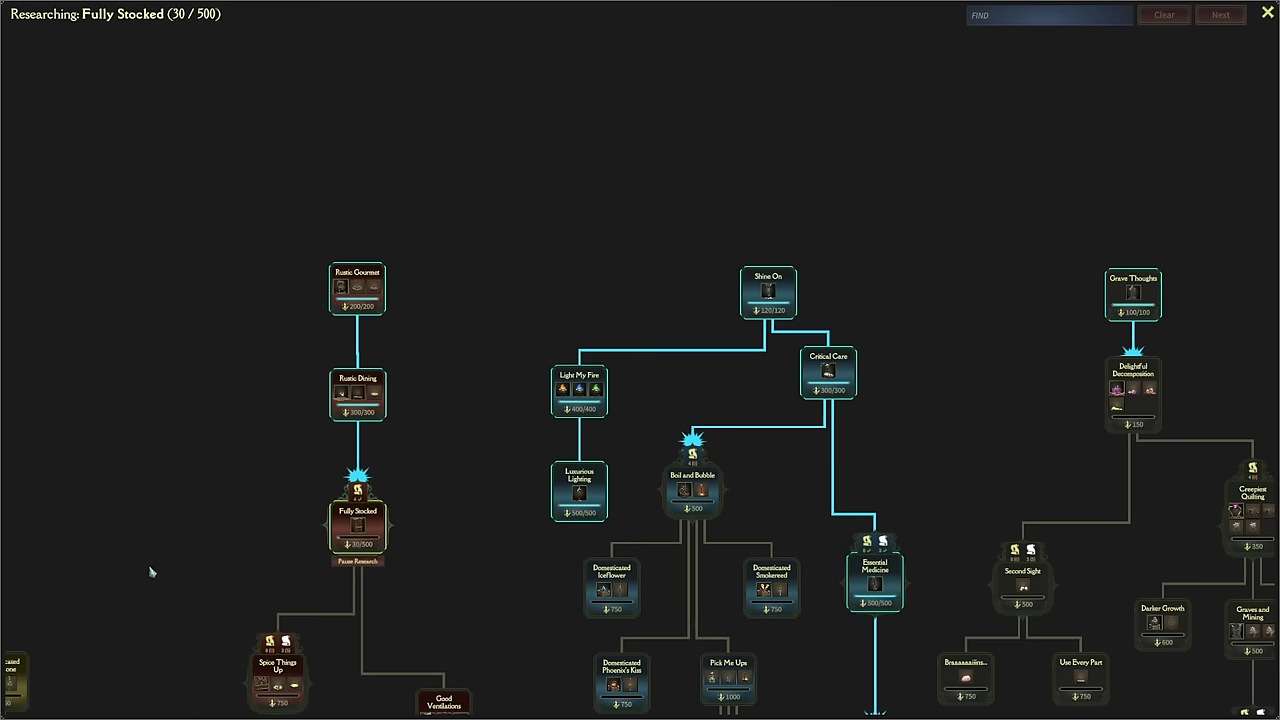 Researching: Fully Stocked (30 / 500)
FIND
Clear
Next
Rustic Gourmet
200/200
Shine On
120/120
Grave Thoughts
100/100
Rustic Dining
300/300
Light My Fire
400/400
Critical Care
300/300
Delightful
Decomposition
150
Fully Stocked
30/500
Pause Research
Luxurious
Lighting
500/500
Boil and Bubble
500
Creepiest
Quilting
350
Domesticated
Iceflower
750
Domesticated
Smokereed
750
Essential
Medicine
500/500
Second Sight
500
Darker Growth
600
Graves and
Mining
500
Spice Things
Up
750
Good
Ventilations
Domesticated
Phoenix's Kiss
750
Pick Me Ups
1000
Braaaaaiiins...
750
Use Every Part
750